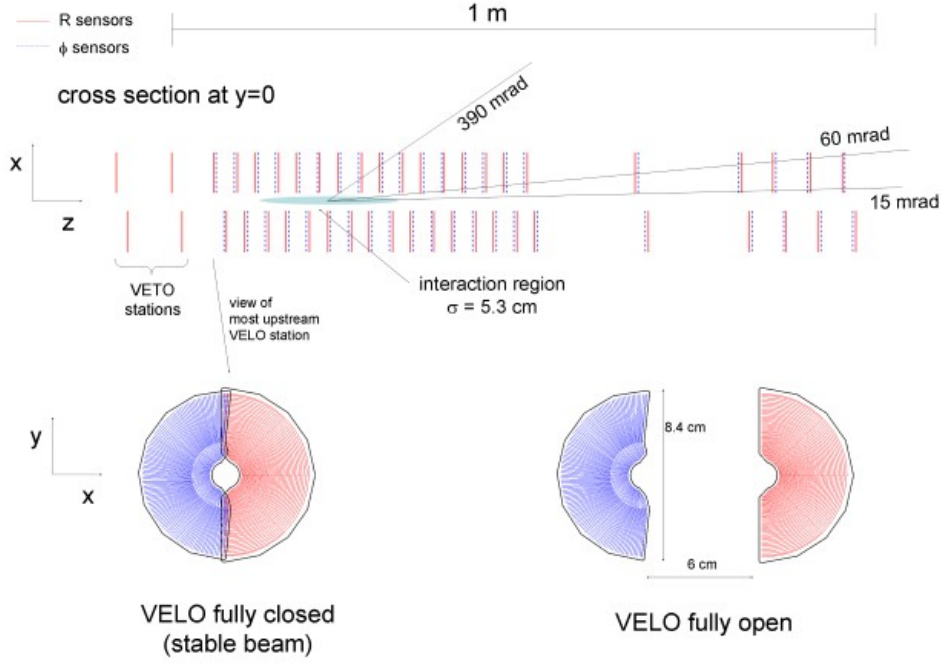 R sensors
1 m
ϕ sensors
cross section at y=0
390 mrad
60 mrad
x
15 mrad
z
VETO
stations
view of
most upstream
VELO station
interaction region
σ = 5.3 cm
y
x
8.4 cm
6 cm
VELO fully closed
(stable beam)
VELO fully open